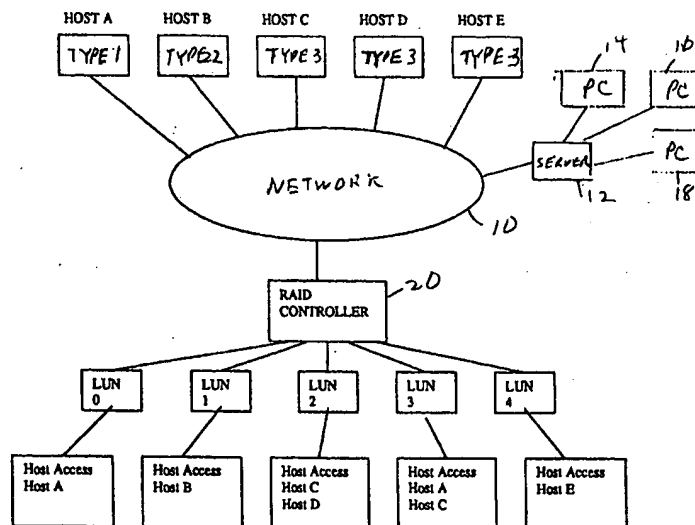 HOST A HOST B HOST C HOST D HOST E
TYPE 1 TYPE22 TYPE 3 TYPE 3 TYPE 3
14 16
PC PC
SERVER PC
12 18
NETWORK
10
20
RAID
CONTROLLER
LUN LUN LUN LUN LUN
0 1 2 3 4
Host Access Host Access Host Access Host Access Host Access
Host A Host B Host C Host A Host E
Host D Host C